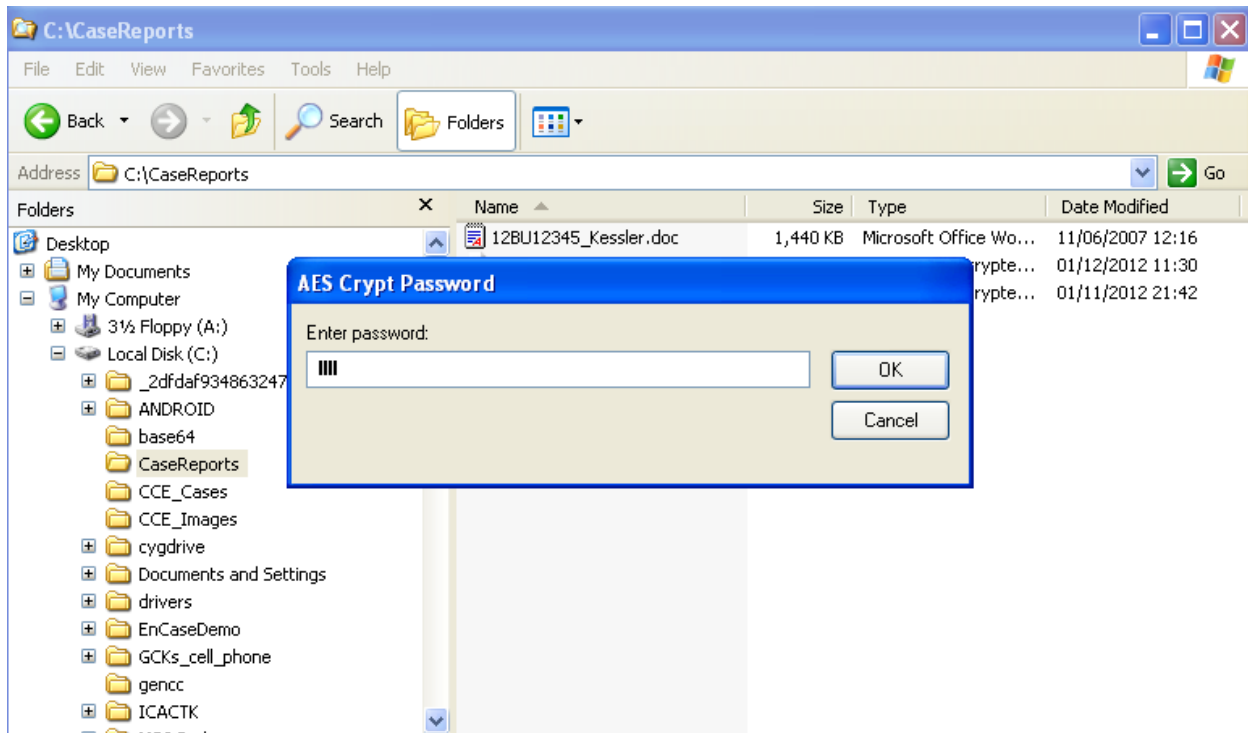 C:\CaseReports
File Edit View Favorites Tools Help
Back Search Folders
Address C:\CaseReports Go
Folders Name Size Type Date Modified
Desktop 12BU12345_Kessler.doc 1,440 KB Microsoft Office Wo... 11/06/2007 12:16
My Documents rypte... 01/12/2012 11:30
My Computer rypte... 01/11/2012 21:42
AES Crypt Password
3½ Floppy (A:) Enter password:
Local Disk (C:)
_2dfdaf934863247 OK
ANDROID
base64 Cancel
CaseReports
CCE_Cases
CCE_Images
cygdrive
Documents and Settings
drivers
EnCaseDemo
GCKs_cell_phone
gencc
ICACTK